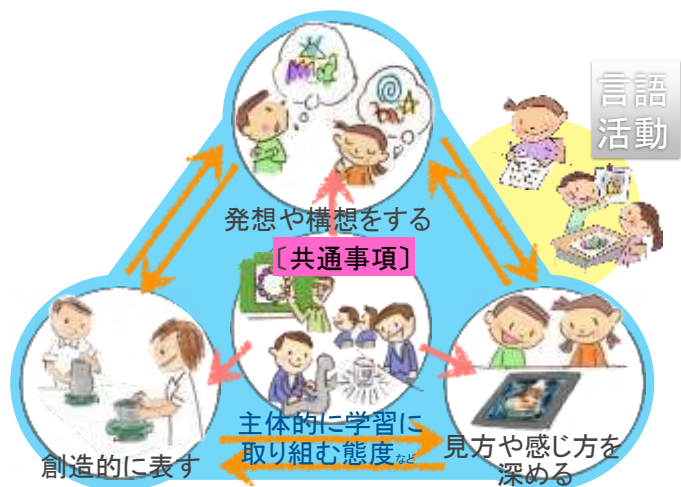 言語
活動
発想や構想をする
〔共通事項〕
主体的に学習に
取り組む態度など
創造的に表す
見方や感じ方を
深める